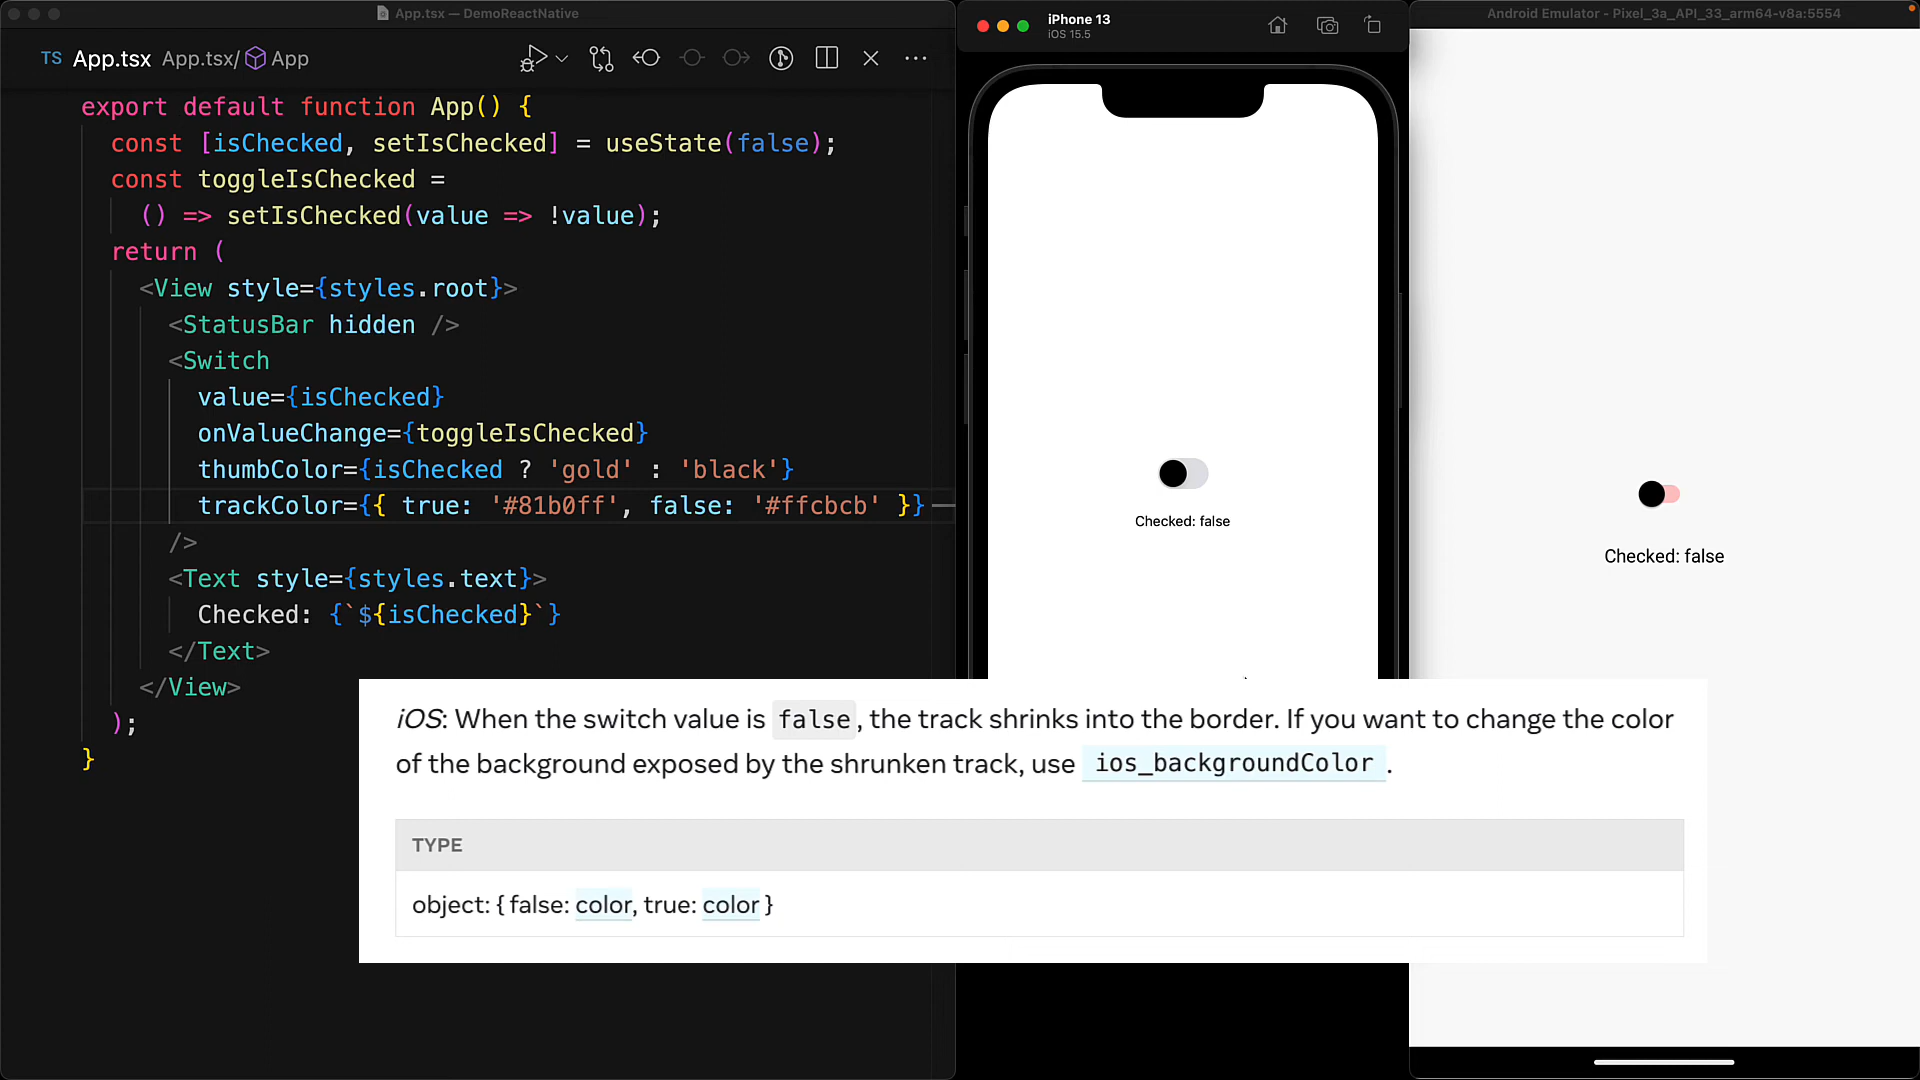 App.tsx — DemoReactNative
TS App.tsx App.tsx/ App
export default function App() {
const [isChecked, setIsChecked] = useState(false);
const toggleIsChecked =
() => setIsChecked(value => !value);
return (
<View style={styles.root}>
<StatusBar hidden />
<Switch
value={isChecked}
onValueChange={toggleIsChecked}
thumbColor={isChecked ? 'gold' : 'black'}
trackColor={{ true: '#81b0ff', false: '#ffcbcb' }}
/>
<Text style={styles.text}>
Checked: {`${isChecked}`}
</Text>
</View>
);
}
iPhone 13
iOS 15.5
Checked: false
Android Emulator - Pixel_3a_API_33_arm64-v8a:5554
Checked: false
iOS: When the switch value is false, the track shrinks into the border. If you want to change the color
of the background exposed by the shrunken track, use ios_backgroundColor.
TYPE
object: { false: color, true: color }